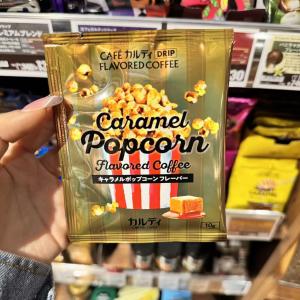 CAFÉ カルディ DRIP
FLAVORED COFFEE
Caramel
Popcorn
Flavored Coffee
キャラメルポップコーン フレーバー
カルディ
10g